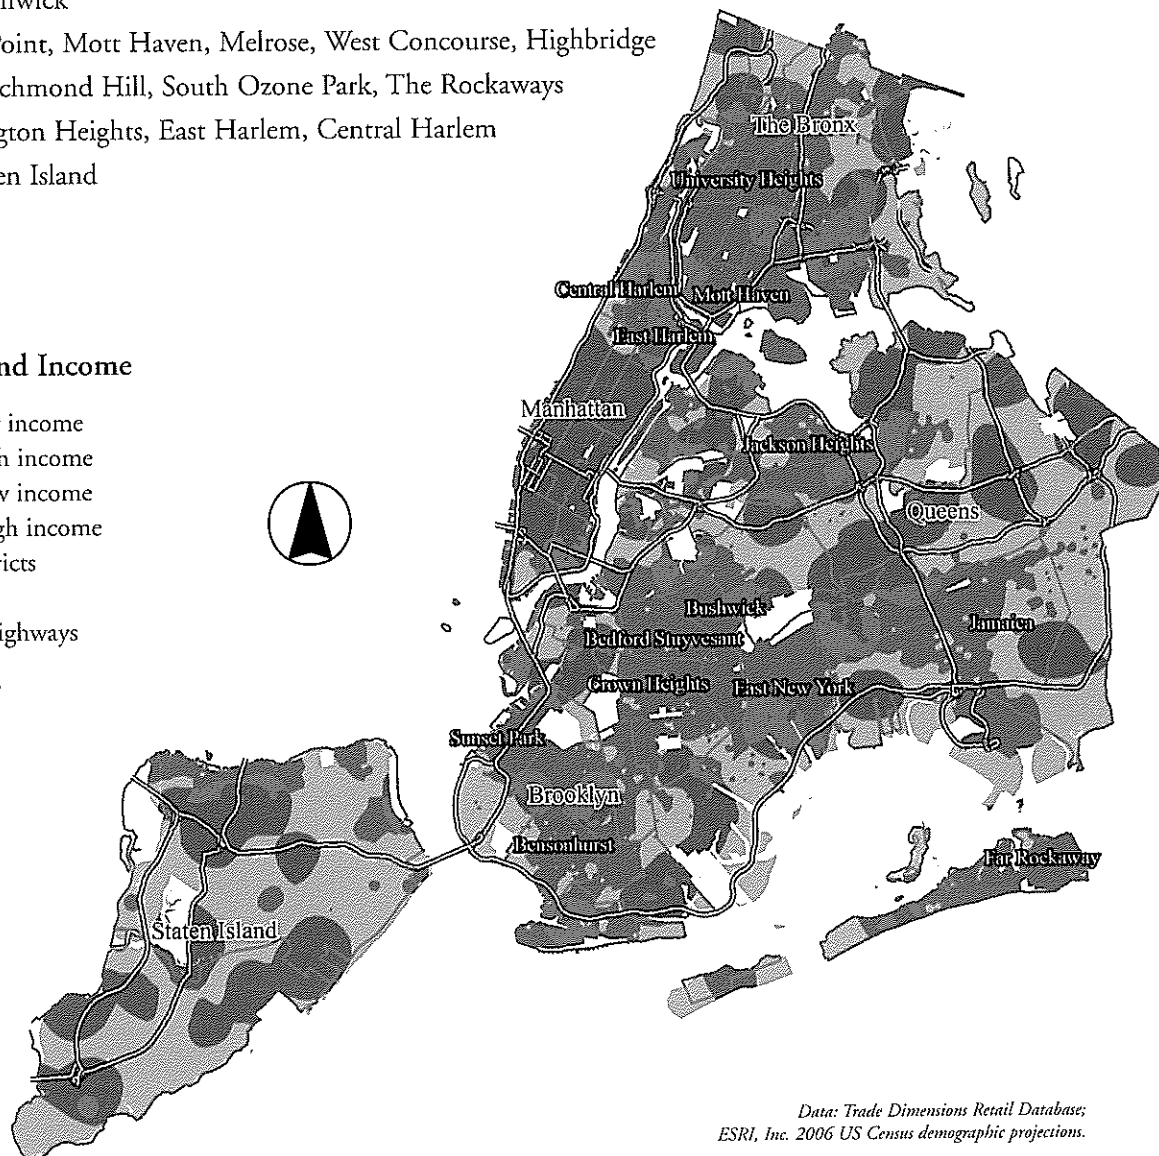 Point, Mott Haven, Melrose, West Concourse, Highbridge
chmond Hill, South Ozone Park, The Rockaways
gton Heights, East Harlem, Central Harlem
en Island
The Bronx
University Heights
Central Harlem
Mott Haven
East Harlem
nd Income
Manhattan
income
h income
Jackson Heights
w income
gh income
Queens
ricts
Bushwick
Jamaica
ighways
Bedford Stuyvesant
Crown Heights
East New York
Sunset Park
Brooklyn
Bensonhurst
Far Rockaway
Staten Island
Data: Trade Dimensions Retail Database;
ESRI, Inc. 2006 US Census demographic projections.